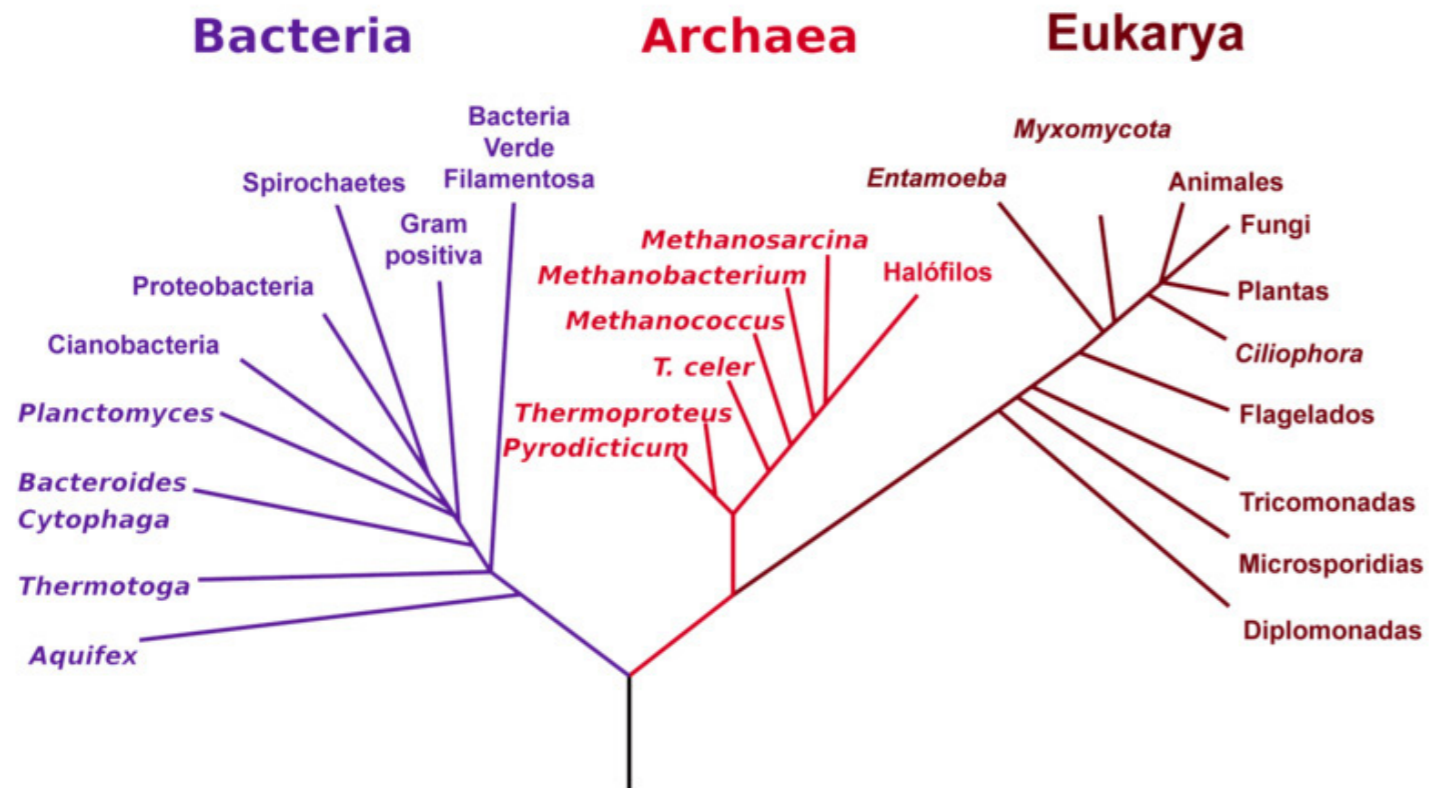 Bacteria
Archaea
Eukarya
Bacteria
Verde
Filamentosa
Spirochaetes
Gram
positiva
Proteobacteria
Cianobacteria
Planctomyces
Bacteroides
Cytophaga
Thermotoga
Aquifex
Methanosarcina
Methanobacterium
Halófilos
Methanococcus
T. celer
Thermoproteus
Pyrodicticum
Myxomycota
Entamoeba
Animales
Fungi
Plantas
Ciliophora
Flagelados
Tricomonadas
Microsporidias
Diplomonadas